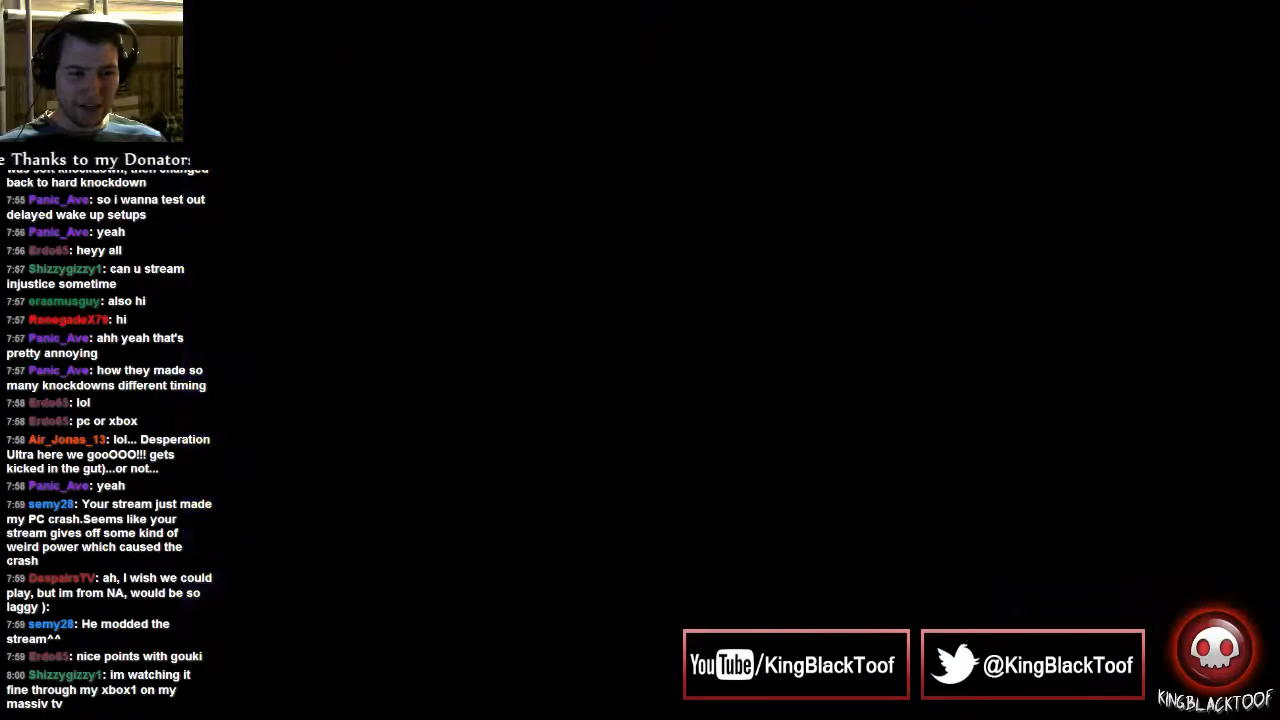 e Thanks to my Donators
was soft knockdown, then changed
back to hard knockdown
7:55 Panic_Ave: so i wanna test out
delayed wake up setups
7:56 Panic_Ave: yeah
7:56 Erdo65: heyy all
7:57 Shizzygizzy1: can u stream
injustice sometime
7:57 erasmusguy: also hi
7:57 RenegadeX79: hi
7:57 Panic_Ave: ahh yeah that's
pretty annoying
7:57 Panic_Ave: how they made so
many knockdowns different timing
7:58 Erdo65: lol
7:58 Erdo65: pc or xbox
7:58 Air_Jonas_13: lol... Desperation
Ultra here we gooOOO!!! gets
kicked in the gut)...or not...
7:58 Panic_Ave: yeah
7:59 semy28: Your stream just made
my PC crash.Seems like your
stream gives off some kind of
weird power which caused the
crash
7:59 DespairsTV: ah, I wish we could
play, but im from NA, would be so
laggy ):
7:59 semy28: He modded the
stream^^
7:59 Erdo65: nice points with gouki
8:00 Shizzygizzy1: im watching it
fine through my xbox1 on my
massiv tv
YouTube/KingBlackToof
@KingBlackToof
KINGBLACKTOOF